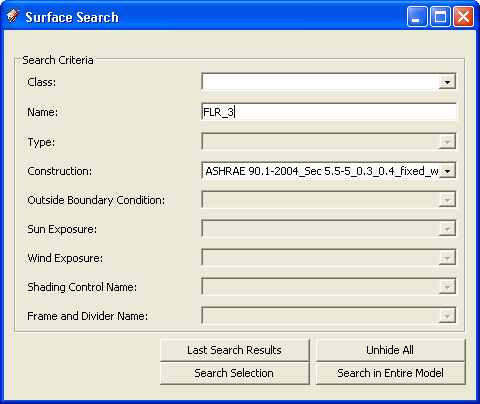 Surface Search
Search Criteria
Class:
Name: FLR_3
Type:
Construction: ASHRAE 90.1-2004_Sec 5.5-5_0.3_0.4_fixed_w
Outside Boundary Condition:
Sun Exposure:
Wind Exposure:
Shading Control Name:
Frame and Divider Name:
Last Search Results Unhide All
Search Selection Search in Entire Model